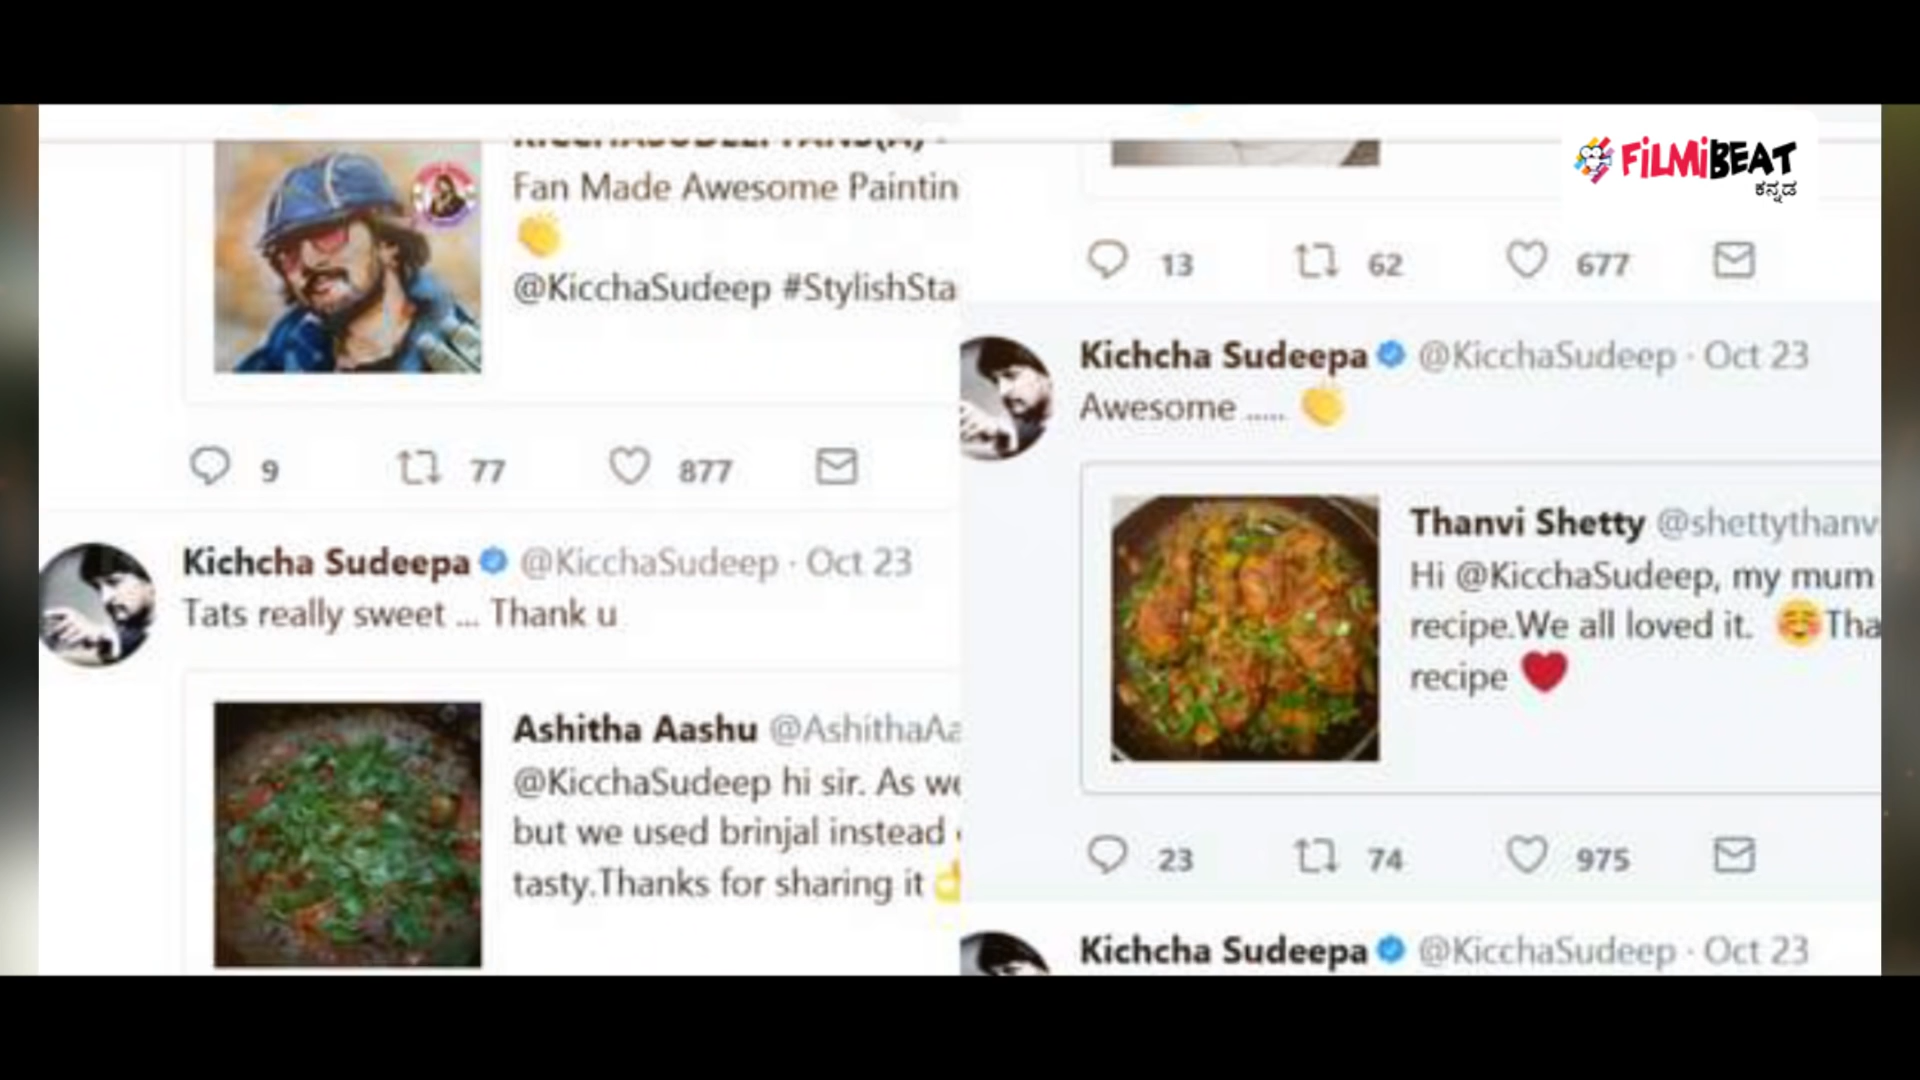 Fan Made Awesome Paintin
@KicchaSudeep #StylishSta
9 77 877
Kichcha Sudeepa @KicchaSudeep · Oct 23
Tats really sweet ... Thank u
Ashitha Aashu @AshithaAa
@KicchaSudeep hi sir. As we
but we used brinjal instead
tasty.Thanks for sharing it
FiLMiBEAT
ಕನ್ನಡ
13 62 677
Kichcha Sudeepa @KicchaSudeep · Oct 23
Awesome .....
Thanvi Shetty @shettythanv
Hi @KicchaSudeep, my mum
recipe.We all loved it. Tha
recipe
23 74 975
Kichcha Sudeepa @KicchaSudeep · Oct 23